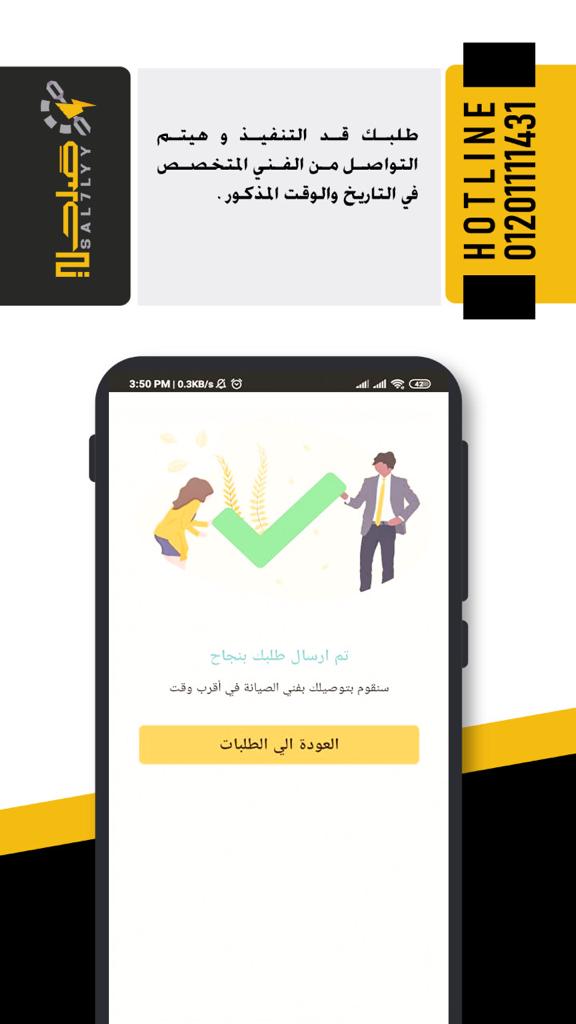 صلحلي
SAL7LYY
طلبك قد التنفيذ و هيتم
التواصل من الفني المتخصص
في التاريخ والوقت المذكور .
HOTLINE
01201111431
3:50 PM | 0.3KB/s
42
تم ارسال طلبك بنجاح
سنقوم بتوصيلك بفني الصيانة في أقرب وقت
العودة الي الطلبات